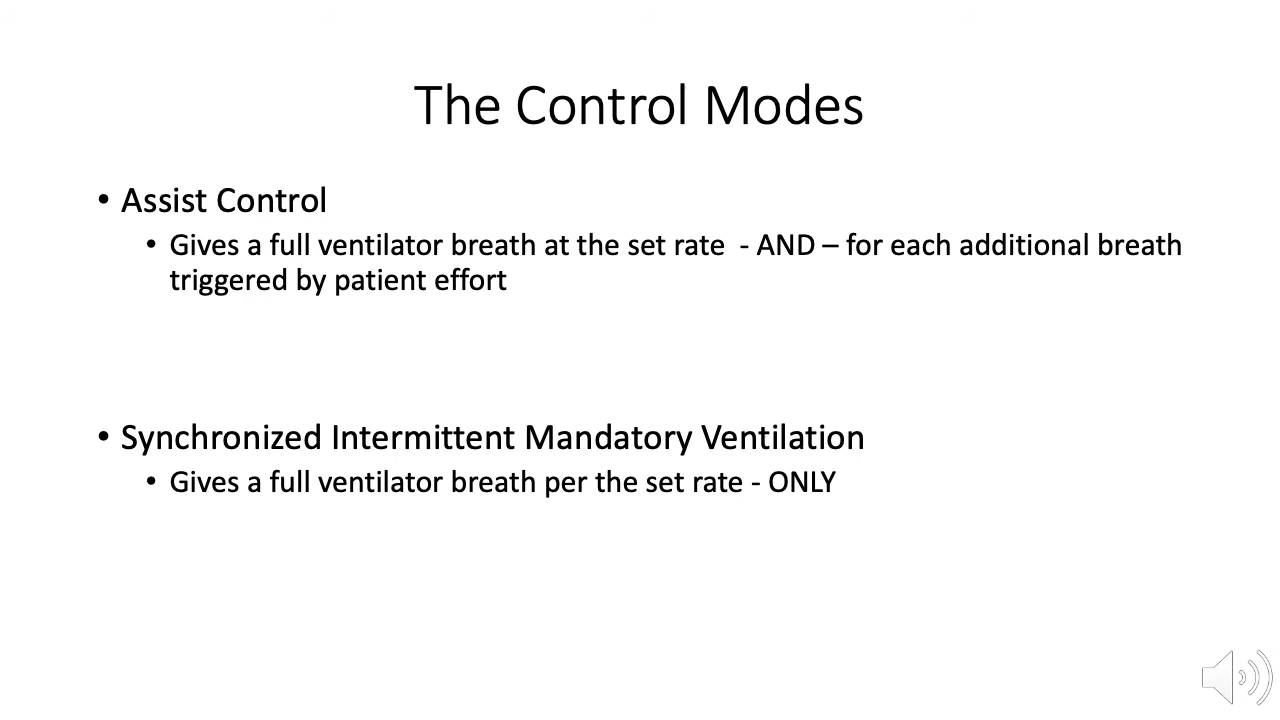 The Control Modes
• Assist Control
• Gives a full ventilator breath at the set rate  - AND – for each additional breath
triggered by patient effort
• Synchronized Intermittent Mandatory Ventilation
• Gives a full ventilator breath per the set rate - ONLY